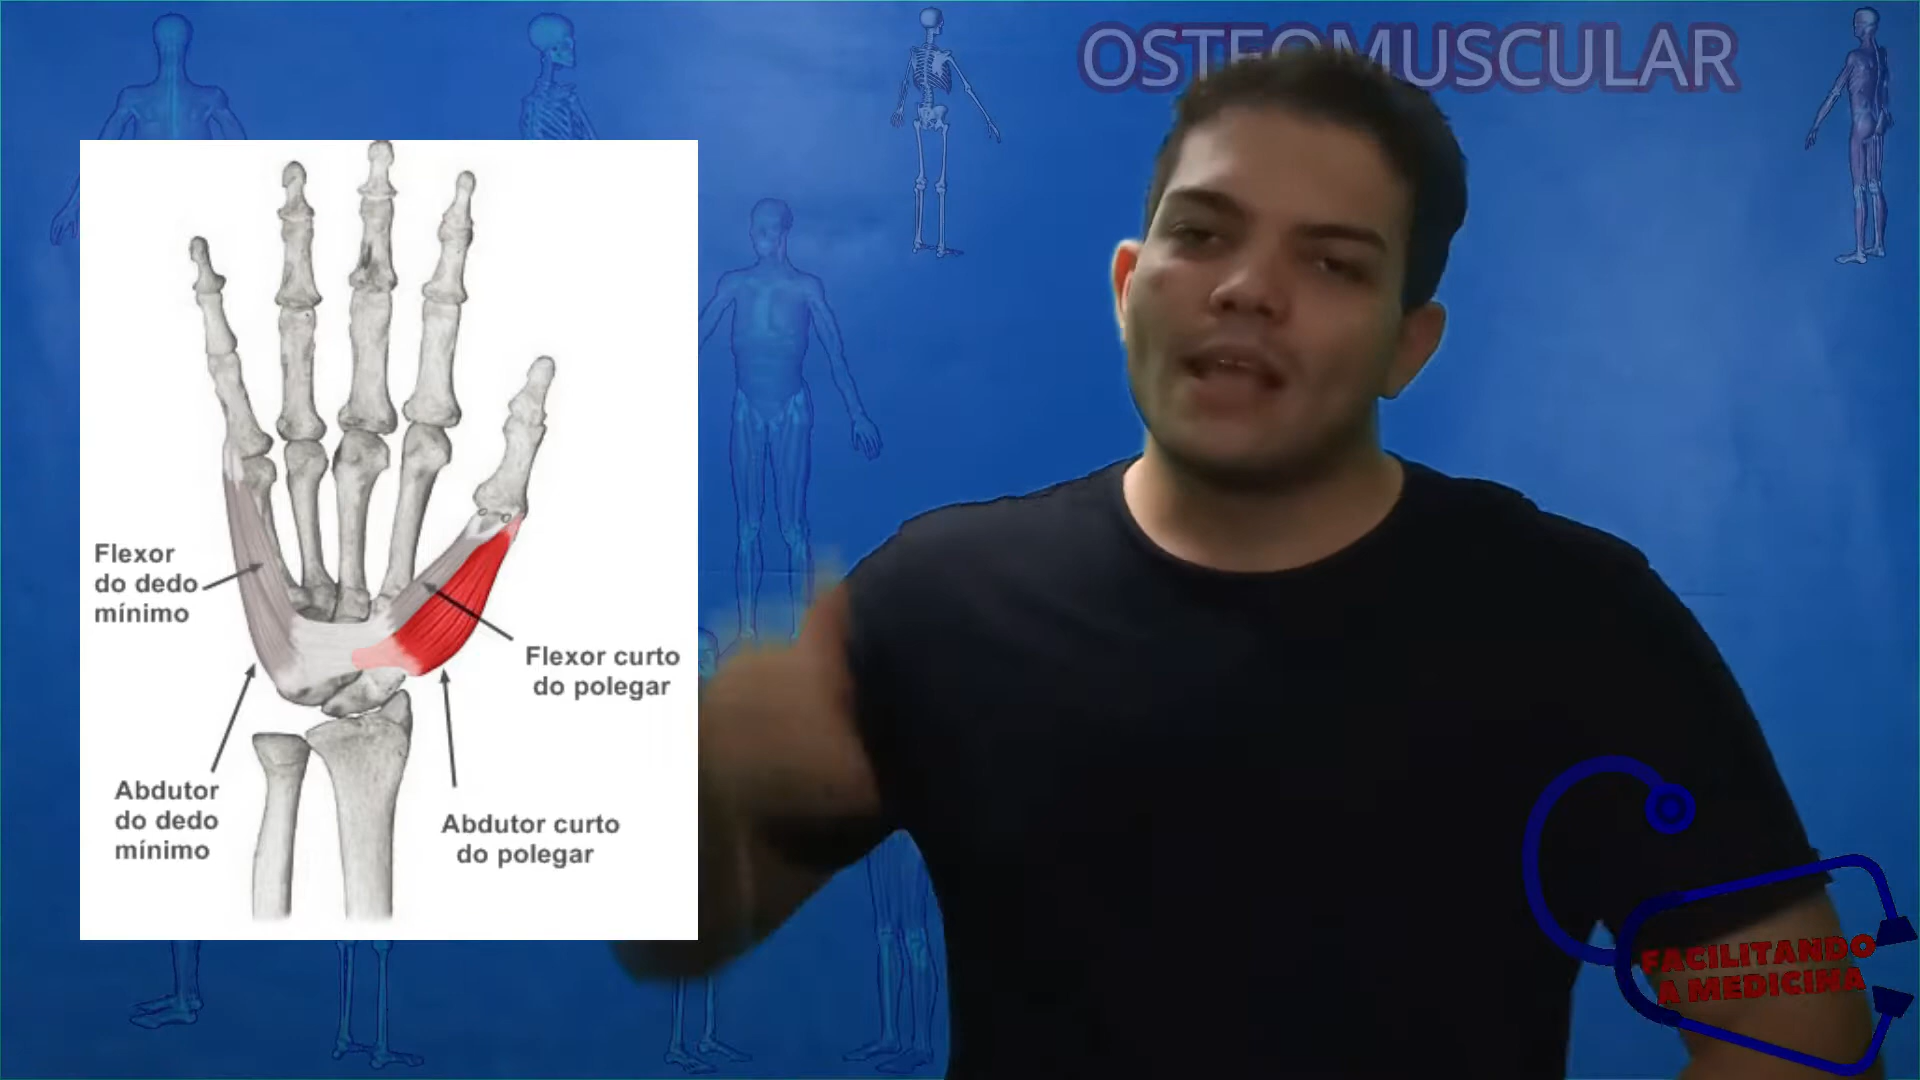 OSTEOMUSCULAR
Flexor
do dedo
mínimo
Flexor curto
do polegar
Abdutor
do dedo
mínimo
Abdutor curto
do polegar
FACILITANDO
A MEDICINA